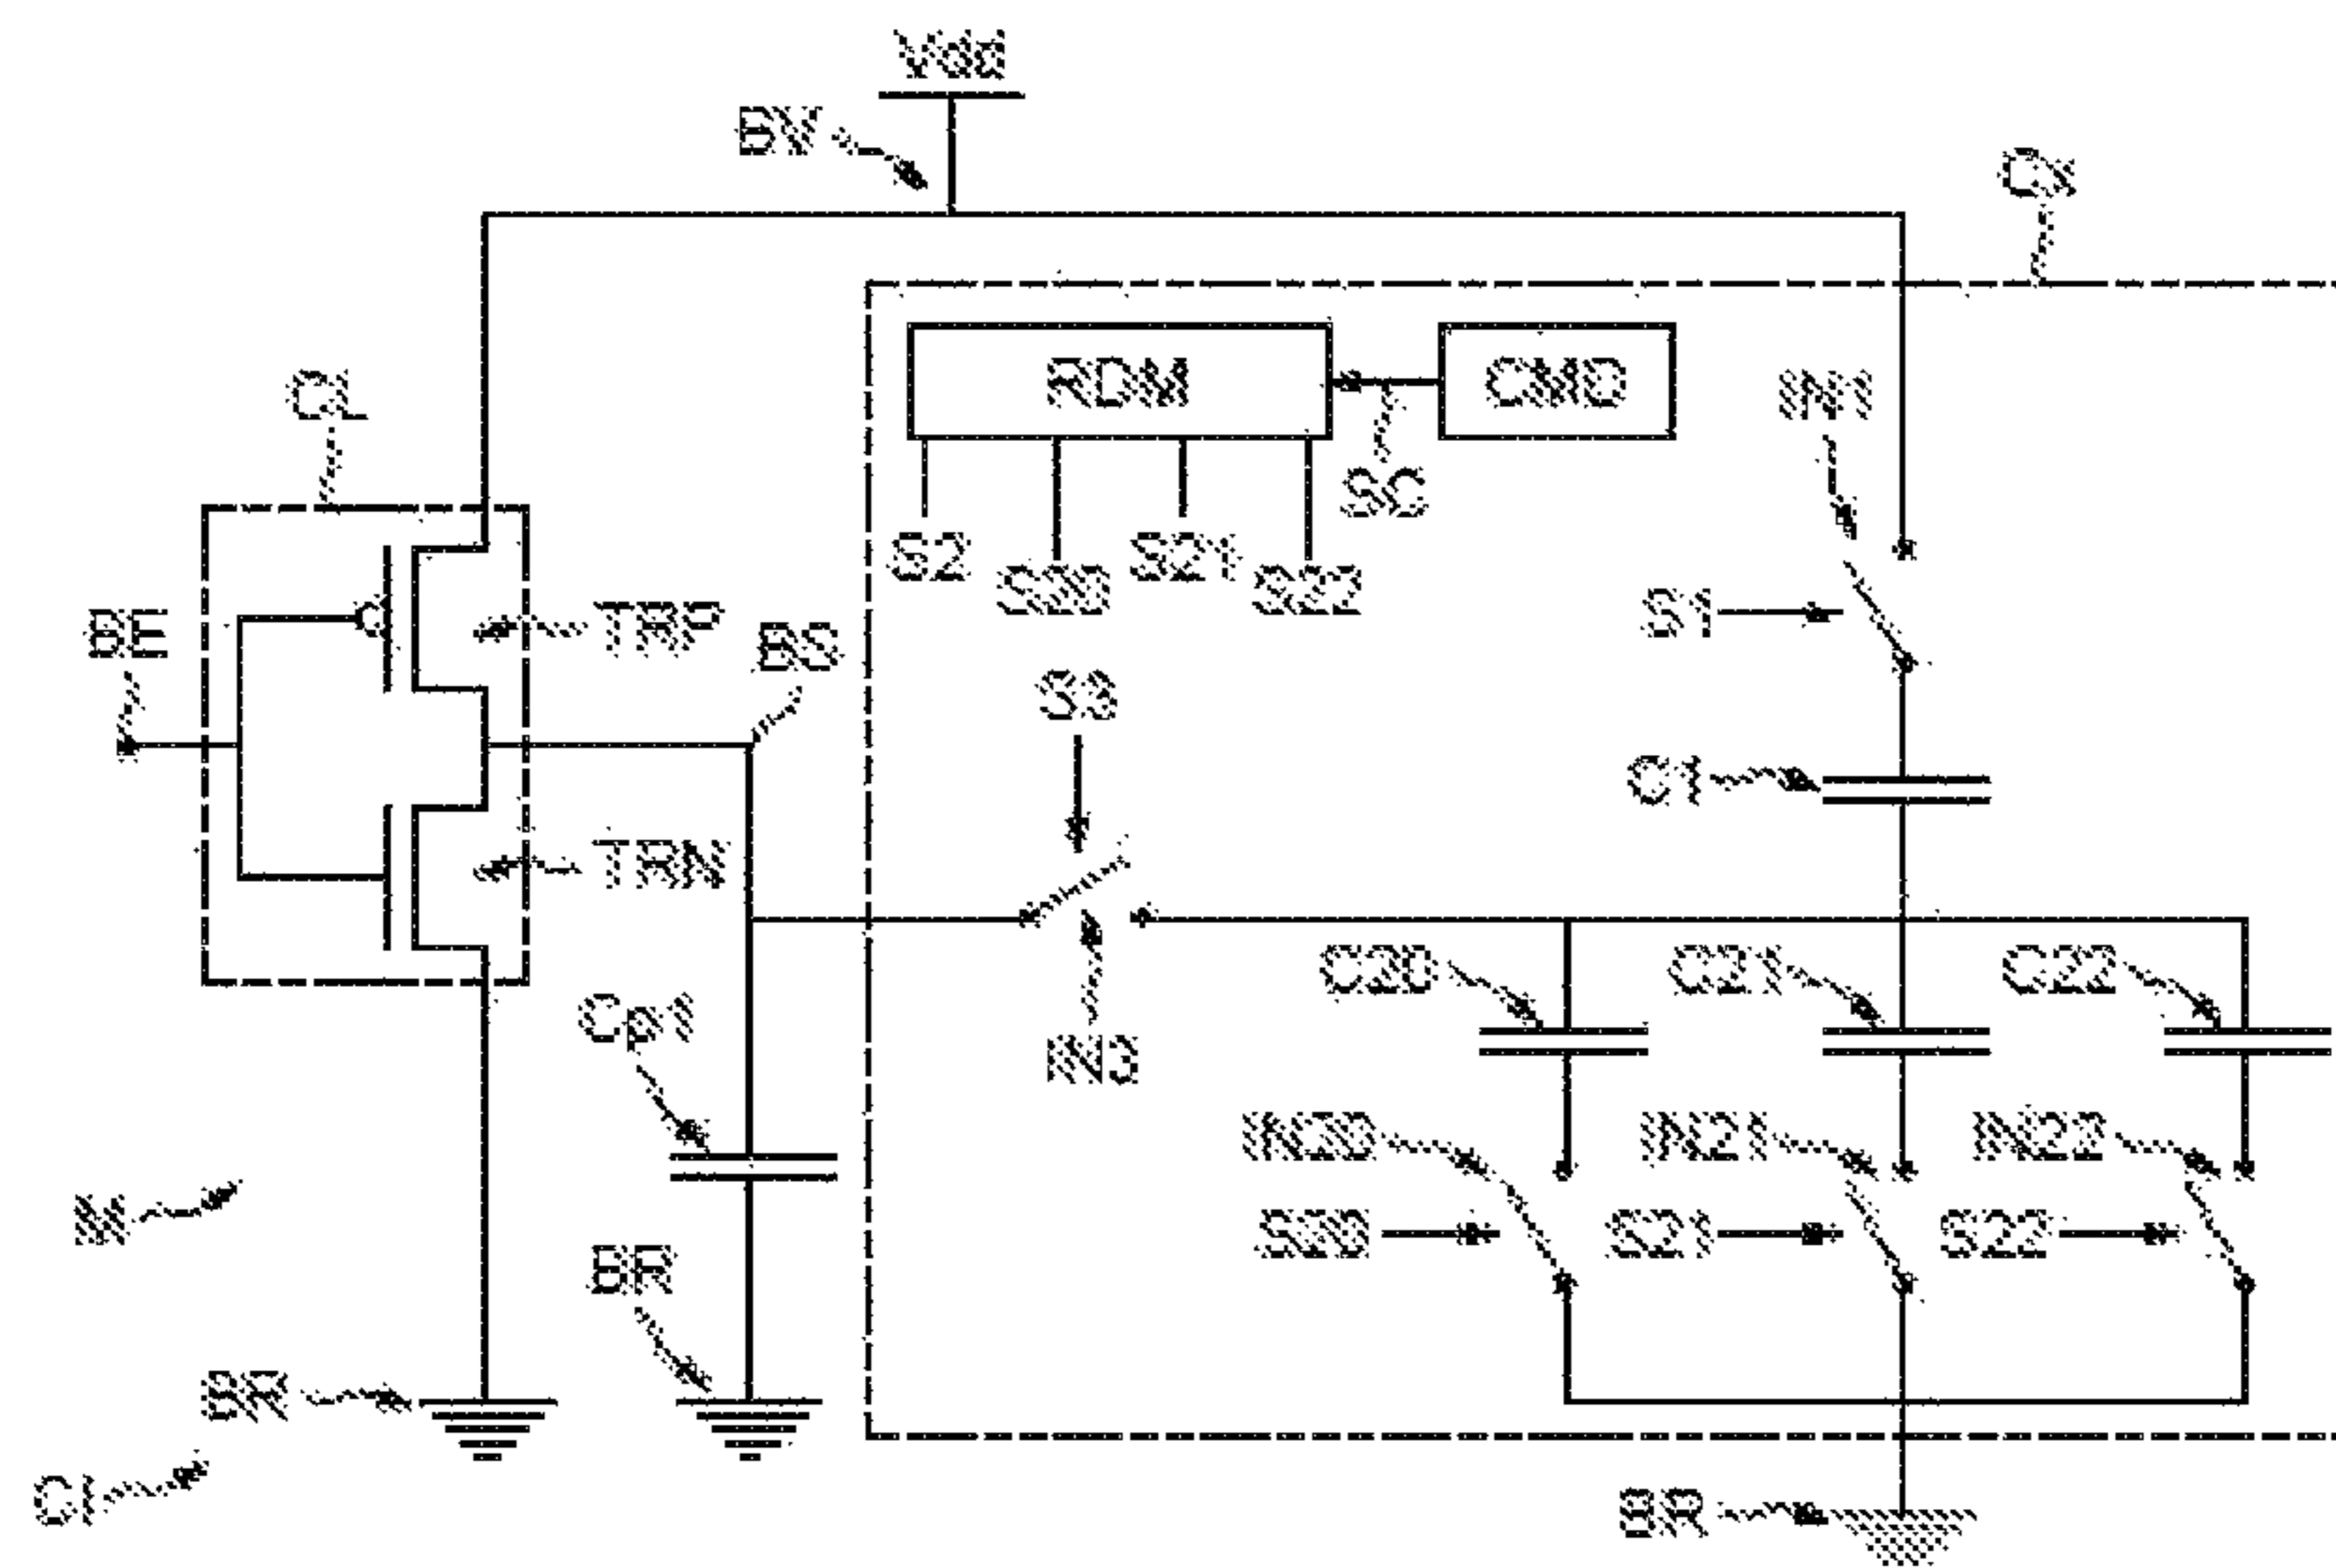 Vdd
BV
CX
CL
RDM
CMD
IN1
SC
S2
S20
S21
S22
S1
BE
TRP
BS
S3
C1
TRN
C20
C21
C22
Cp1
IN3
IN20
IN21
IN22
M
S20
S21
S22
BR
BR
CI
BR